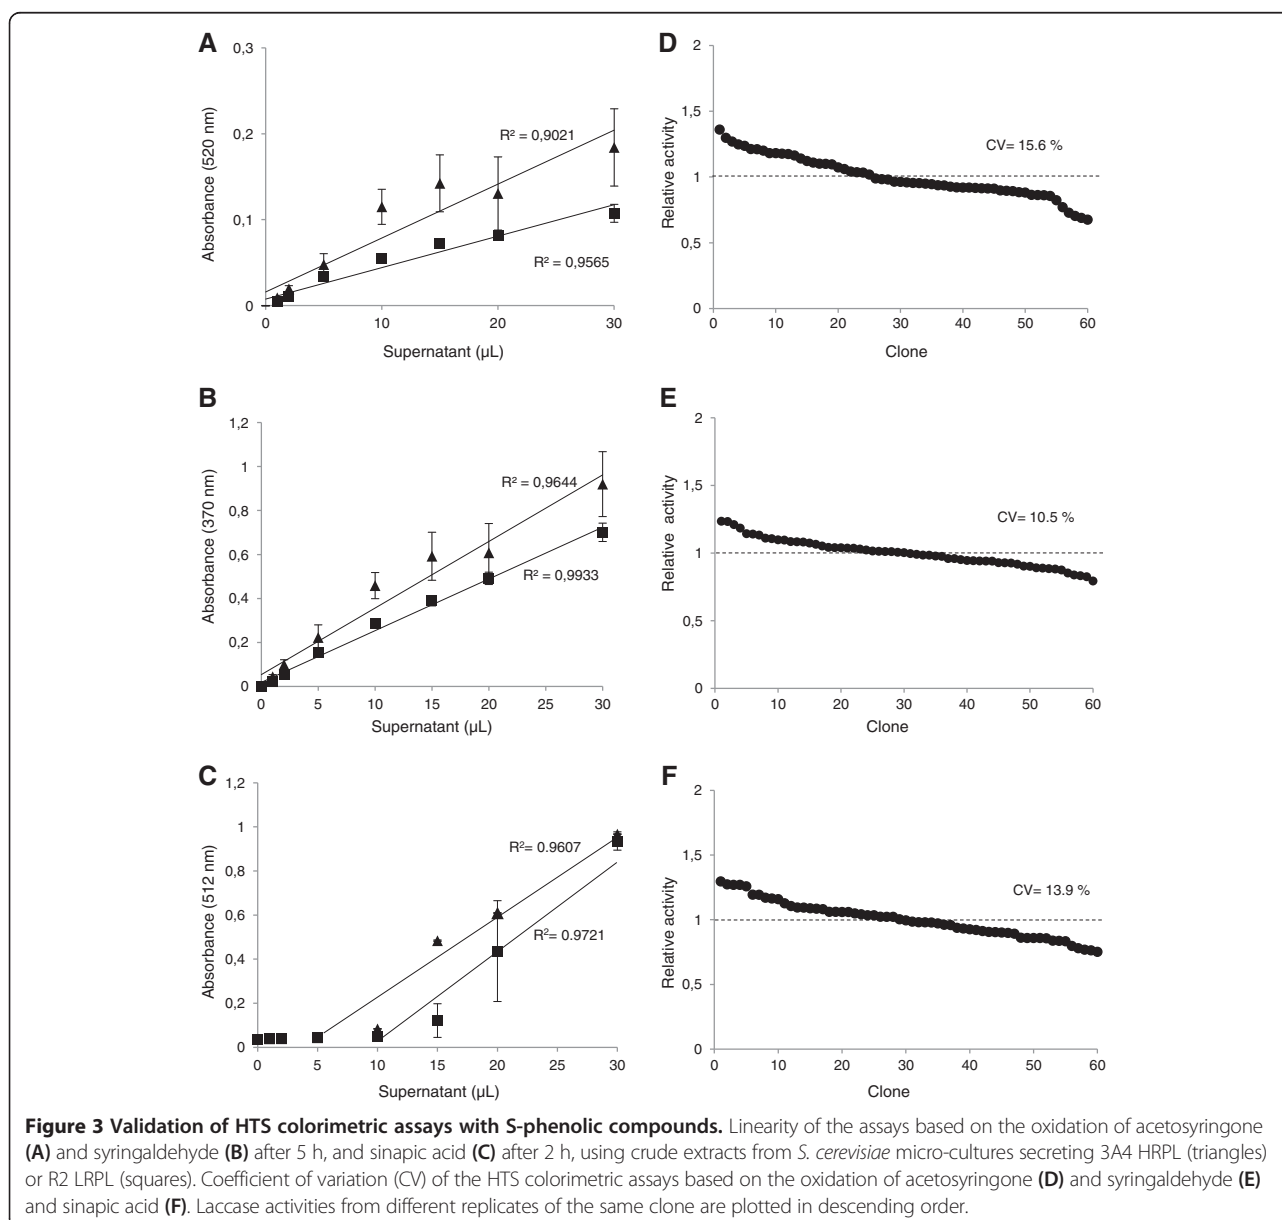 A
0,3
0,2
0,1
0
0
10
20
30
Absorbance (520 nm)
Supernatant (µL)
R² = 0,9021
R² = 0,9565
D
2
1,5
1
0,5
0
0
10
20
30
40
50
60
Relative activity
Clone
CV= 15.6 %
B
1,2
1
0,8
0,6
0,4
0,2
0
0
5
10
15
20
25
30
Absorbance (370 nm)
Supernatant (µL)
R² = 0,9644
R² = 0,9933
E
2
1,5
1
0,5
0
0
10
20
30
40
50
60
Relative activity
Clone
CV= 10.5 %
C
1,2
1
0,8
0,6
0,4
0,2
0
0
5
10
15
20
25
30
Absorbance (512 nm)
Supernatant (µL)
R²= 0.9607
R²= 0.9721
F
2
1,5
1
0,5
0
0
10
20
30
40
50
60
Relative activity
Clone
CV= 13.9 %
Figure 3 Validation of HTS colorimetric assays with S-phenolic compounds. Linearity of the assays based on the oxidation of acetosyringone
(A) and syringaldehyde (B) after 5 h, and sinapic acid (C) after 2 h, using crude extracts from S. cerevisiae micro-cultures secreting 3A4 HRPL (triangles)
or R2 LRPL (squares). Coefficient of variation (CV) of the HTS colorimetric assays based on the oxidation of acetosyringone (D) and syringaldehyde (E)
and sinapic acid (F). Laccase activities from different replicates of the same clone are plotted in descending order.